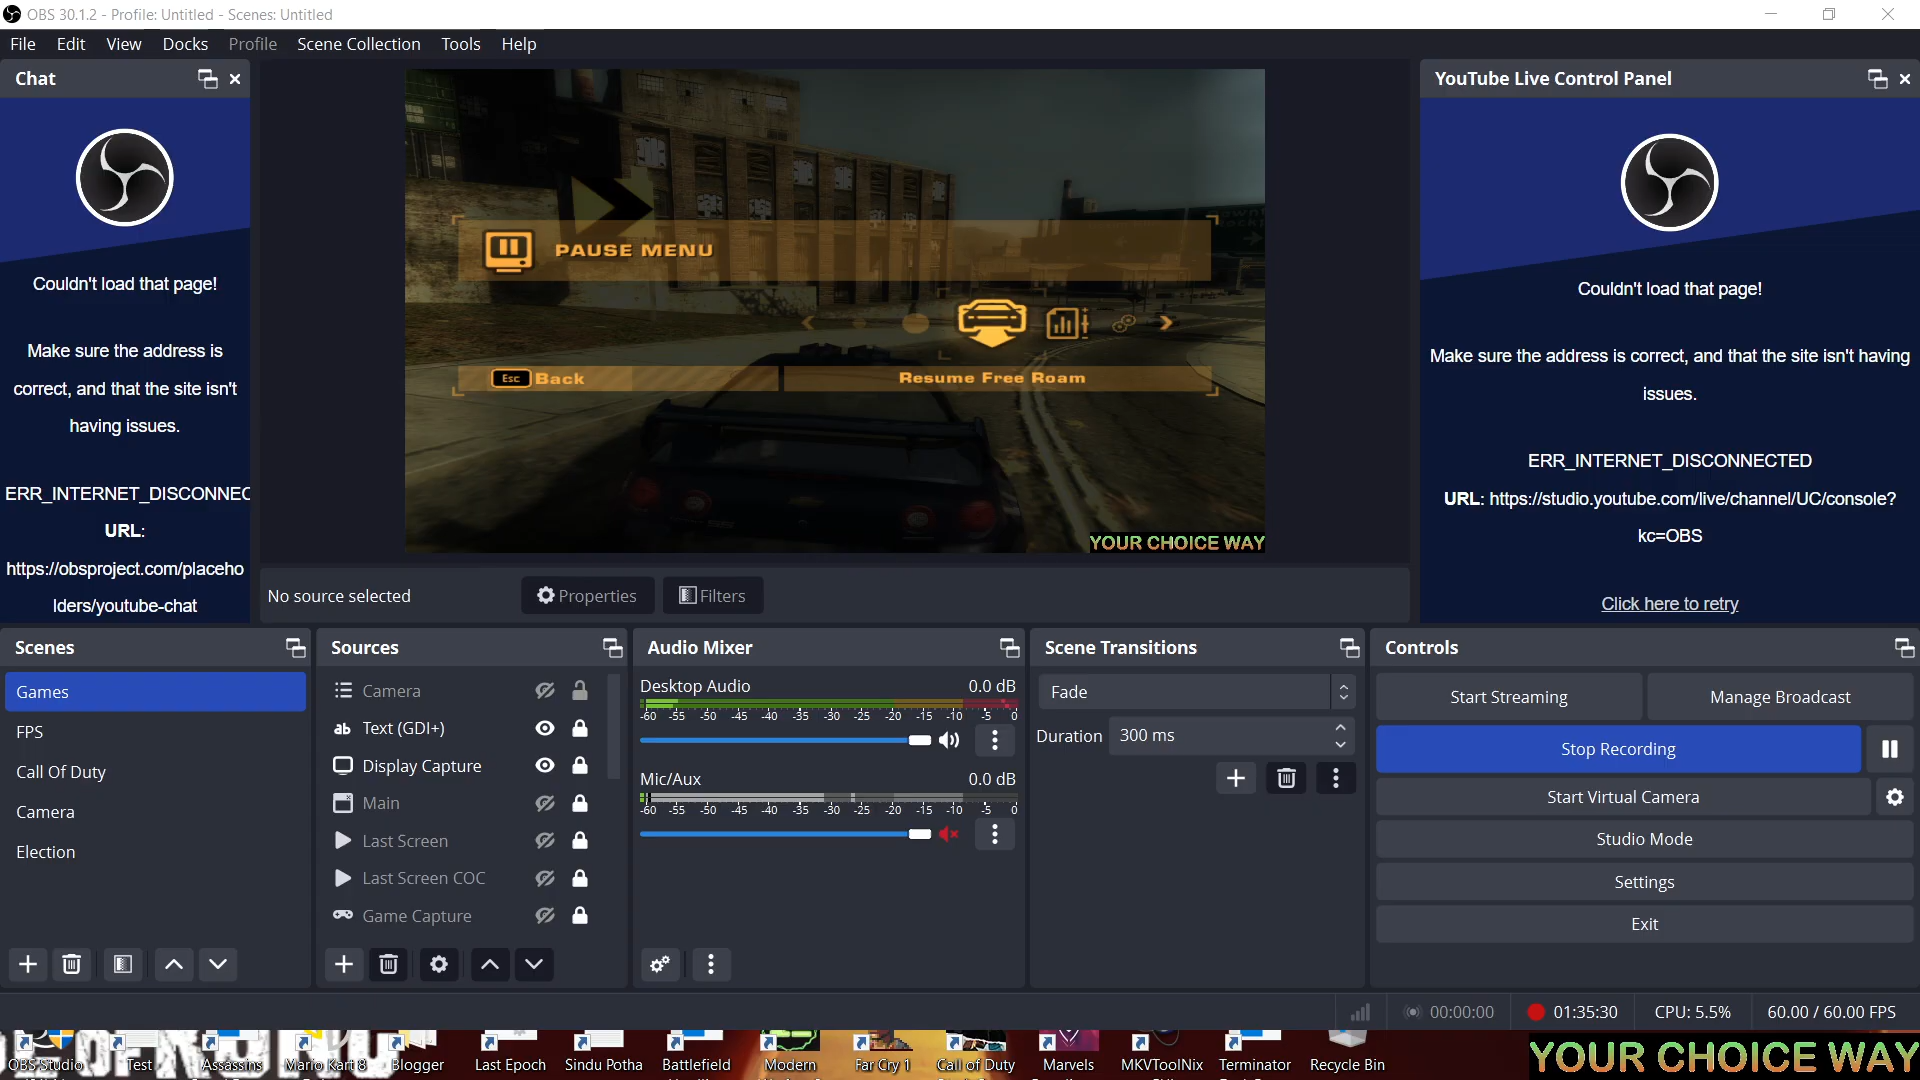 OBS 30.1.2 - Profile: Untitled - Scenes: Untitled
File Edit View Docks Profile Scene Collection Tools Help
Chat
Couldn't load that page!
Make sure the address is
correct, and that the site isn't
having issues.
ERR_INTERNET_DISCONNEC
URL:
https://obsproject.com/placeho
lders/youtube-chat
PAUSE MENU
Esc Back
Resume Free Roam
YOUR CHOICE WAY
No source selected
Properties
Filters
YouTube Live Control Panel
Couldn't load that page!
Make sure the address is correct, and that the site isn't having
issues.
ERR_INTERNET_DISCONNECTED
URL: https://studio.youtube.com/live/channel/UC/console?
kc=OBS
Click here to retry
Scenes
Games
FPS
Call Of Duty
Camera
Election
Sources
Camera
ab Text (GDI+)
Display Capture
Main
Last Screen
Last Screen COC
Game Capture
Audio Mixer
Desktop Audio 0.0 dB
-60 -55 -50 -45 -40 -35 -30 -25 -20 -15 -10 -5 0
Mic/Aux 0.0 dB
-60 -55 -50 -45 -40 -35 -30 -25 -20 -15 -10 -5 0
Scene Transitions
Fade
Duration 300 ms
Controls
Start Streaming
Manage Broadcast
Stop Recording
Start Virtual Camera
Studio Mode
Settings
Exit
00:00:00
01:35:30
CPU: 5.5%
60.00 / 60.00 FPS
OBS Studio Test Assassins Mario Kart 8 Blogger Last Epoch Sindu Potha Battlefield Modern Far Cry 1 Call of Duty Marvels MKVToolNix Terminator Recycle Bin
YOUR CHOICE WAY